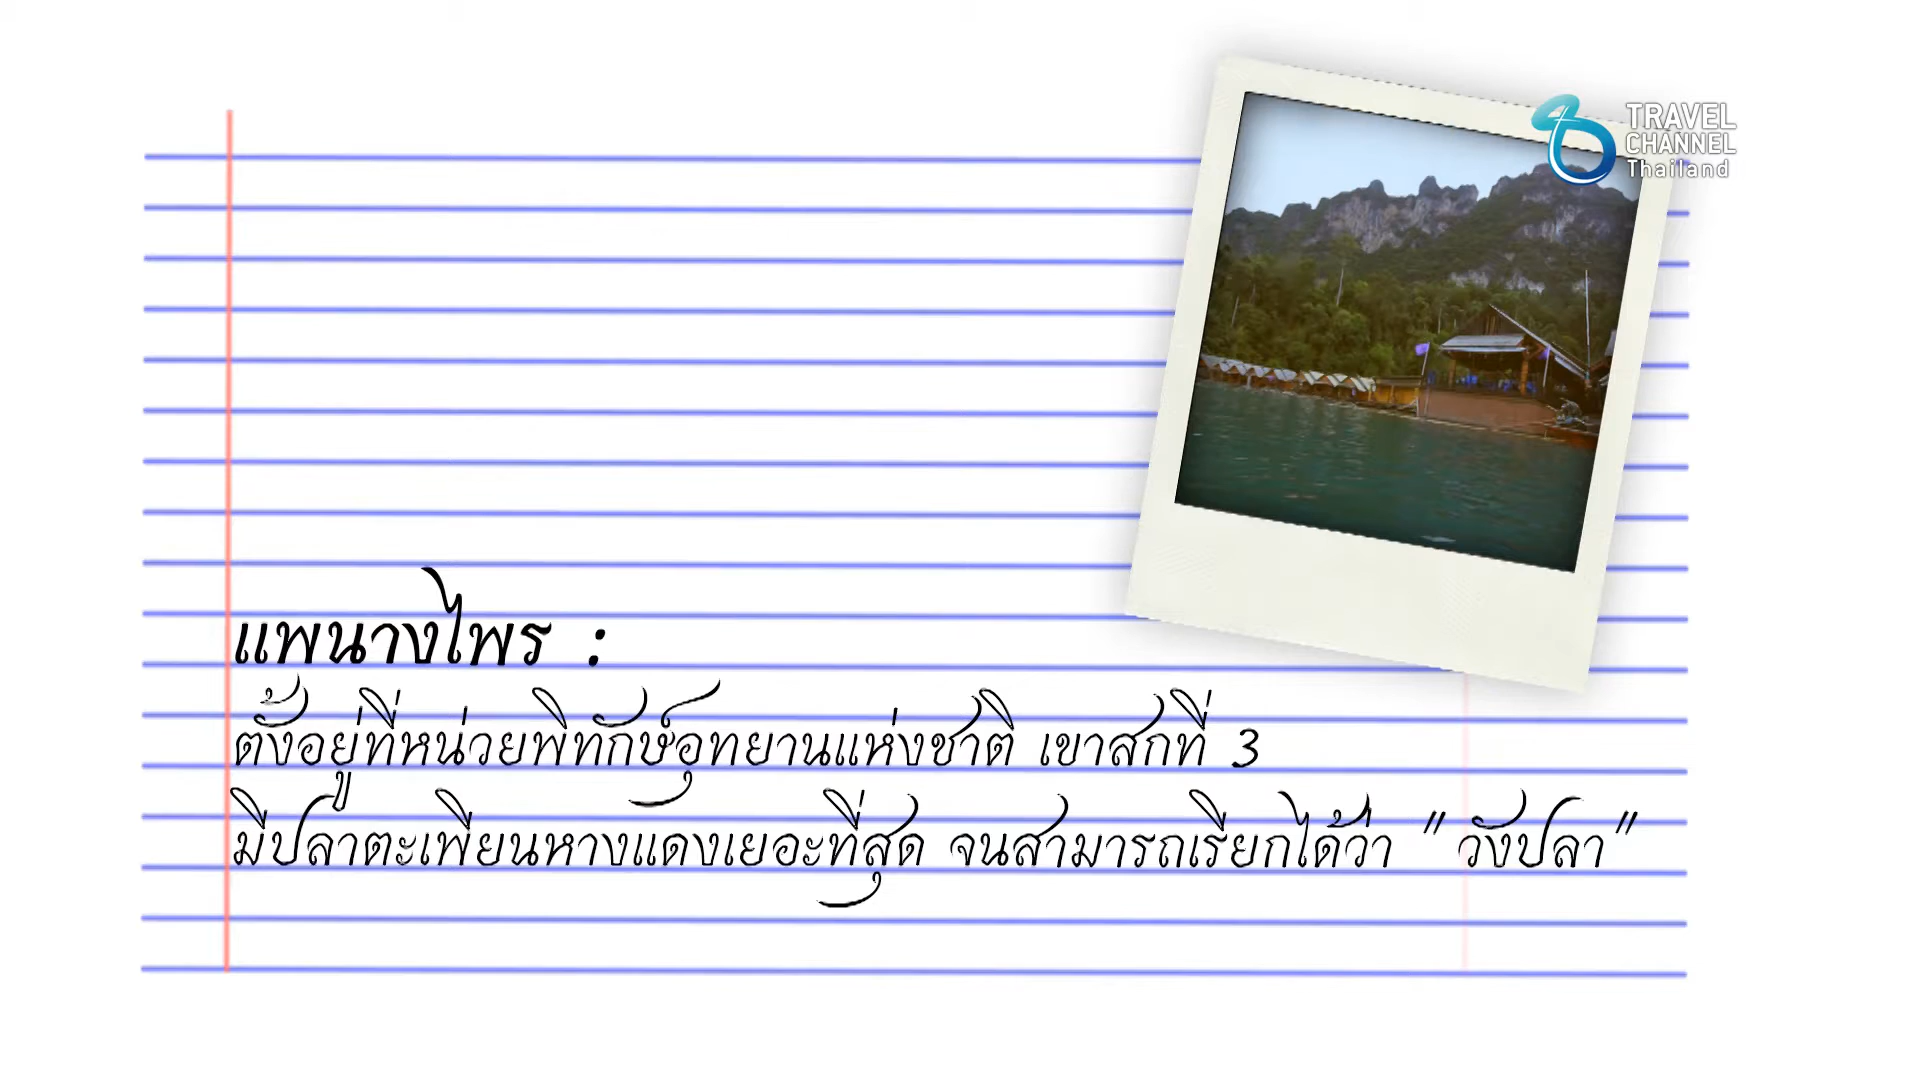 TRAVEL
CHANNEL
Thailand
แพนางไพร :
ตั้งอยู่ที่หน่วยพิทักษ์อุทยานแห่งชาติ เขาสกที่ 3
มีปลาตะเพียนหางแดงเยอะที่สุด จนสามารถเรียกได้ว่า " วังปลา"